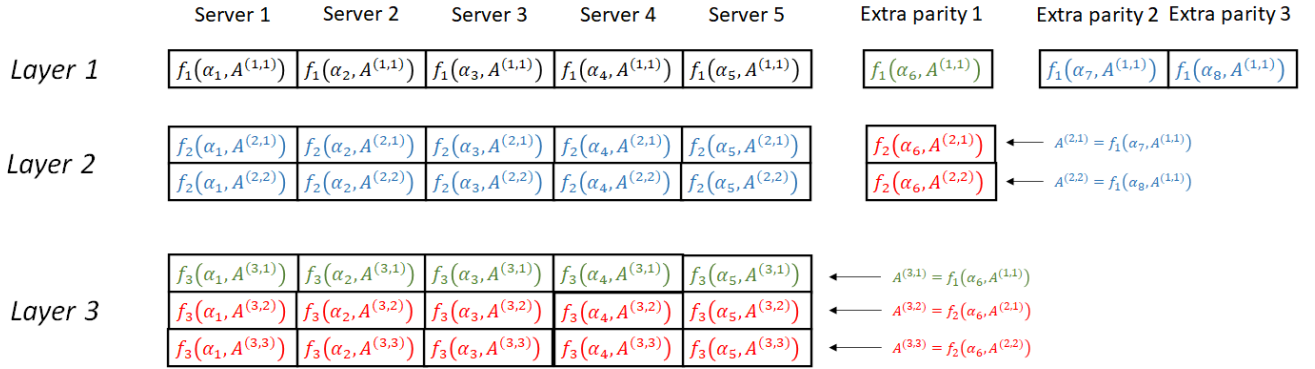 Server 1 Server 2 Server 3 Server 4 Server 5 Extra parity 1 Extra parity 2 Extra parity 3
Layer 1 f₁(α₁, A⁽¹,¹⁾) f₁(α₂, A⁽¹,¹⁾) f₁(α₃, A⁽¹,¹⁾) f₁(α₄, A⁽¹,¹⁾) f₁(α₅, A⁽¹,¹⁾) f₁(α₆, A⁽¹,¹⁾) f₁(α₇, A⁽¹,¹⁾) f₁(α₈, A⁽¹,¹⁾)
Layer 2
f₂(α₁, A⁽²,¹⁾) f₂(α₂, A⁽²,¹⁾) f₂(α₃, A⁽²,¹⁾) f₂(α₄, A⁽²,¹⁾) f₂(α₅, A⁽²,¹⁾) f₂(α₆, A⁽²,¹⁾) A⁽²,¹⁾ = f₁(α₇, A⁽¹,¹⁾)
f₂(α₁, A⁽²,²⁾) f₂(α₂, A⁽²,²⁾) f₂(α₃, A⁽²,²⁾) f₂(α₄, A⁽²,²⁾) f₂(α₅, A⁽²,²⁾) f₂(α₆, A⁽²,²⁾) A⁽²,²⁾ = f₁(α₈, A⁽¹,¹⁾)
Layer 3
f₃(α₁, A⁽³,¹⁾) f₃(α₂, A⁽³,¹⁾) f₃(α₃, A⁽³,¹⁾) f₃(α₄, A⁽³,¹⁾) f₃(α₅, A⁽³,¹⁾) A⁽³,¹⁾ = f₁(α₆, A⁽¹,¹⁾)
f₃(α₁, A⁽³,²⁾) f₃(α₂, A⁽³,²⁾) f₃(α₃, A⁽³,²⁾) f₃(α₄, A⁽³,²⁾) f₃(α₅, A⁽³,²⁾) A⁽³,²⁾ = f₂(α₆, A⁽²,¹⁾)
f₃(α₁, A⁽³,³⁾) f₃(α₂, A⁽³,³⁾) f₃(α₃, A⁽³,³⁾) f₃(α₄, A⁽³,³⁾) f₃(α₅, A⁽³,³⁾) A⁽³,³⁾ = f₂(α₆, A⁽²,²⁾)